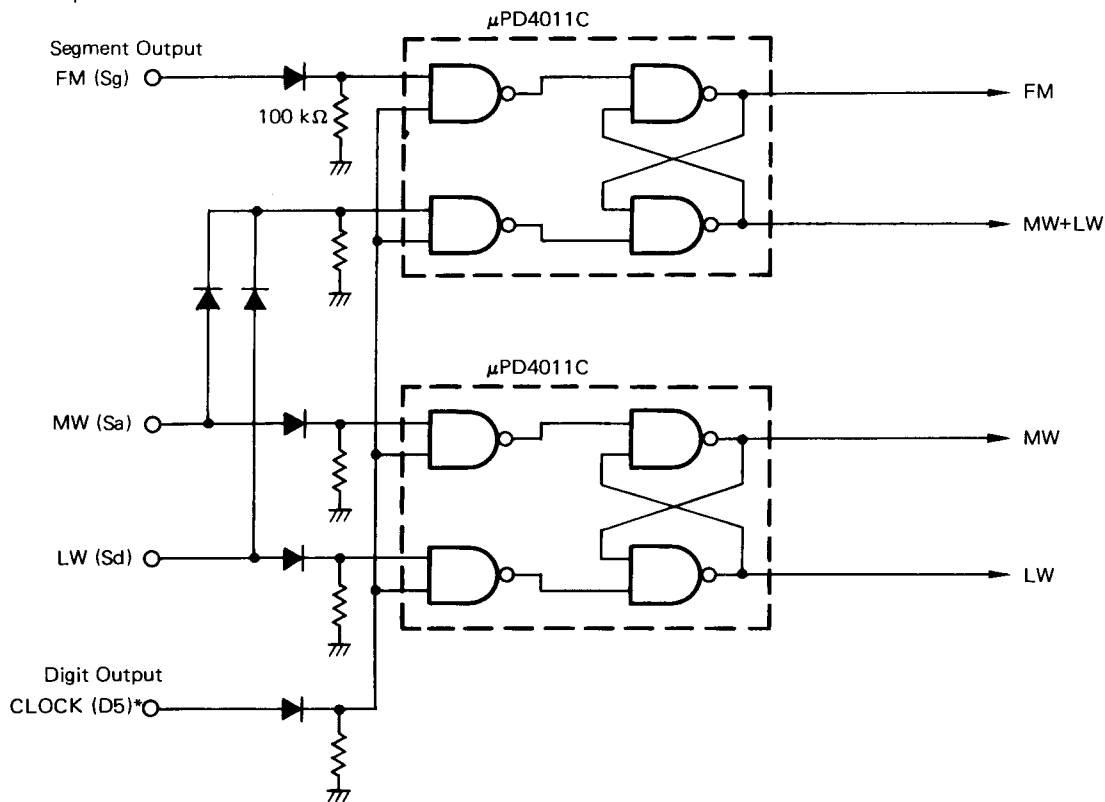 μPD4011C
Segment Output
FM (Sg)
FM
100 kΩ
MW+LW
μPD4011C
MW (Sa)
MW
LW (Sd)
LW
Digit Output
CLOCK (D5)*